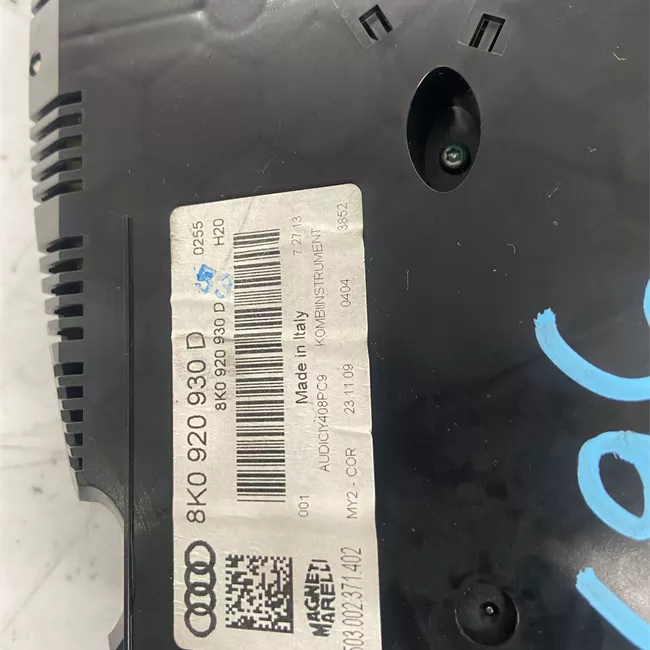 8K0 920 930 D
0255
8K0 920 930 D
H20
Made in Italy
7.27 13
001
AUDICIY408PC9
KOMBIINSTRUMENT
MY2 - COR
23.11.09
0404
3852
MAGNETI
MARELLI
503.002.371.402